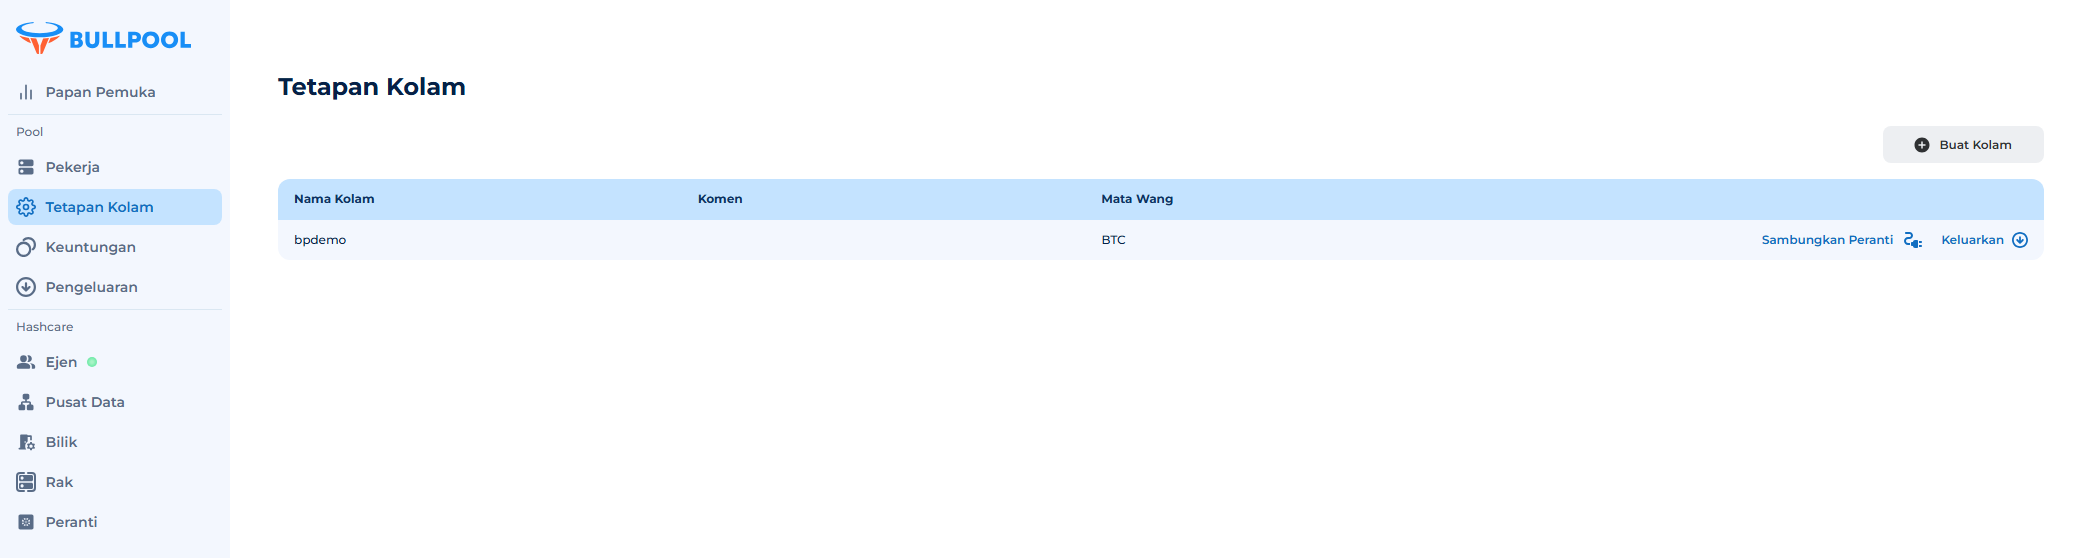 BULLPOOL
Papan Pemuka
Pool
Pekerja
Tetapan Kolam
Keuntungan
Pengeluaran
Hashcare
Ejen
Pusat Data
Bilik
Rak
Peranti
Tetapan Kolam
Buat Kolam
Nama Kolam Komen Mata Wang
bpdemo BTC Sambungkan Peranti Keluarkan